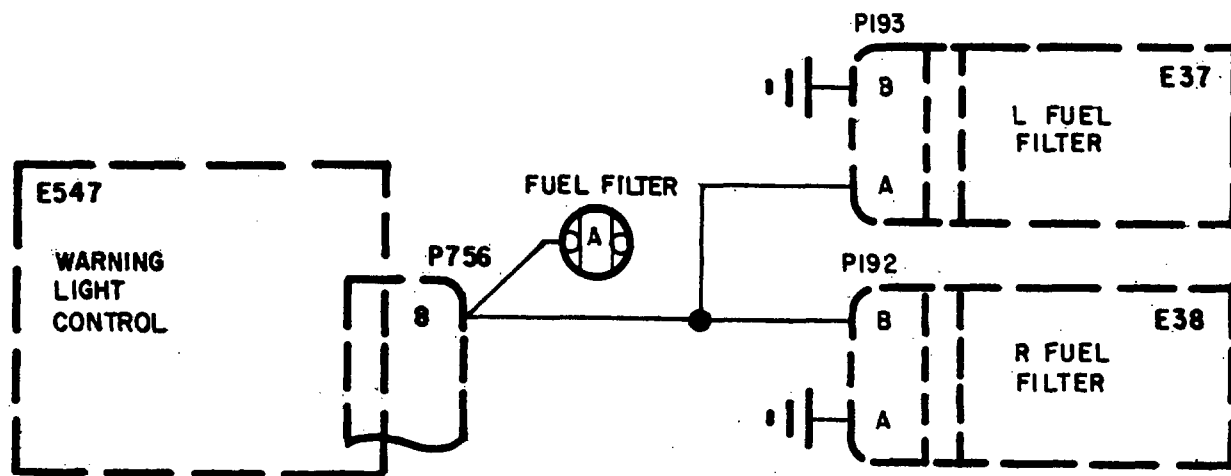 P193
E37
B
L FUEL
FILTER
A
E547
WARNING
LIGHT
CONTROL
P756
8
FUEL FILTER
A
P192
E38
B
R FUEL
FILTER
A